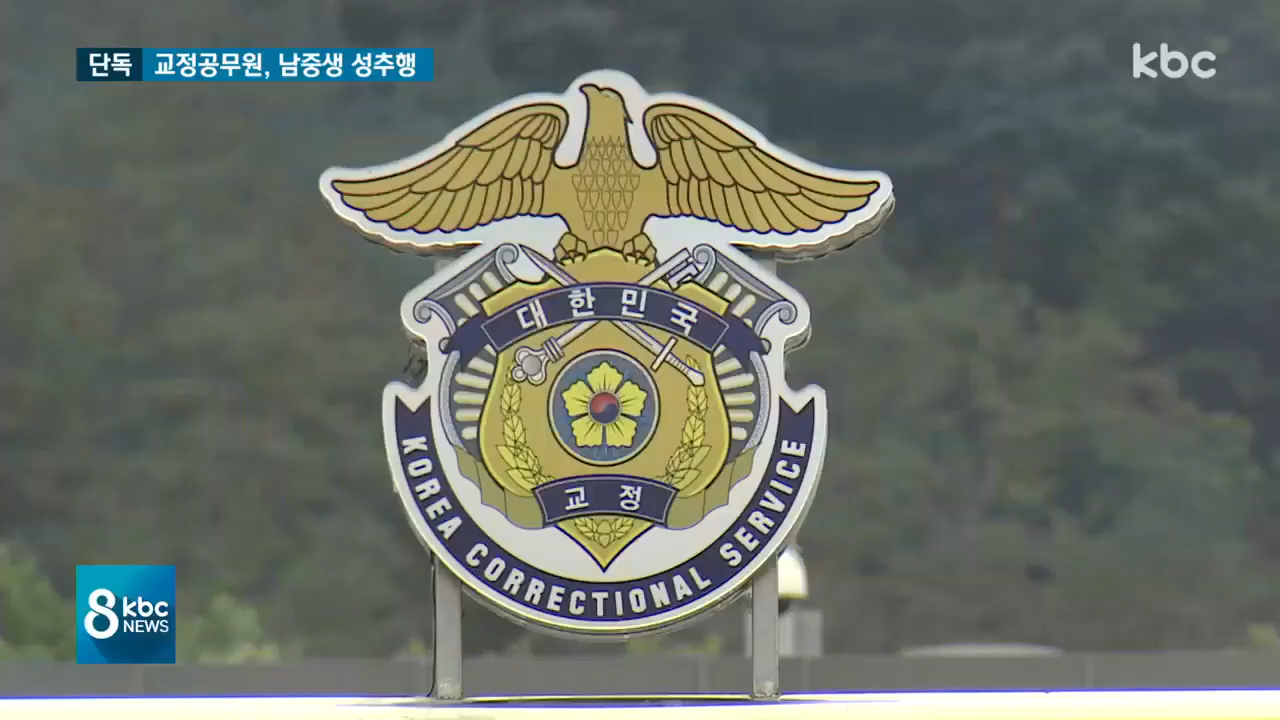 단독 교정공무원, 남중생 성추행
kbc
대한민국
교정
KOREA CORRECTIONAL SERVICE
8 kbc
NEWS